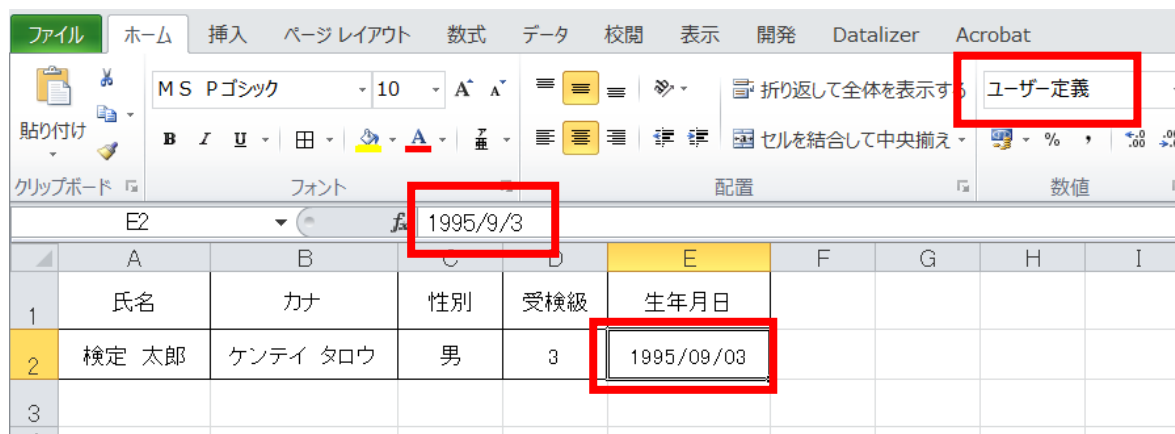 ファイル ホーム 挿入 ページ レイアウト 数式 データ 校閲 表示 開発 Datalizer Acrobat
ＭＳ Ｐゴシック 10 A A 折り返して全体を表示する ユーザー定義
貼り付け B I U A 亜 セルを結合して中央揃え % , .00
クリップボード フォント 配置 数値
E2 fx 1995/9/3
A B C D E F G H I
1 氏名 カナ 性別 受検級 生年月日
2 検定 太郎 ケンテイ タロウ 男 3 1995/09/03
3